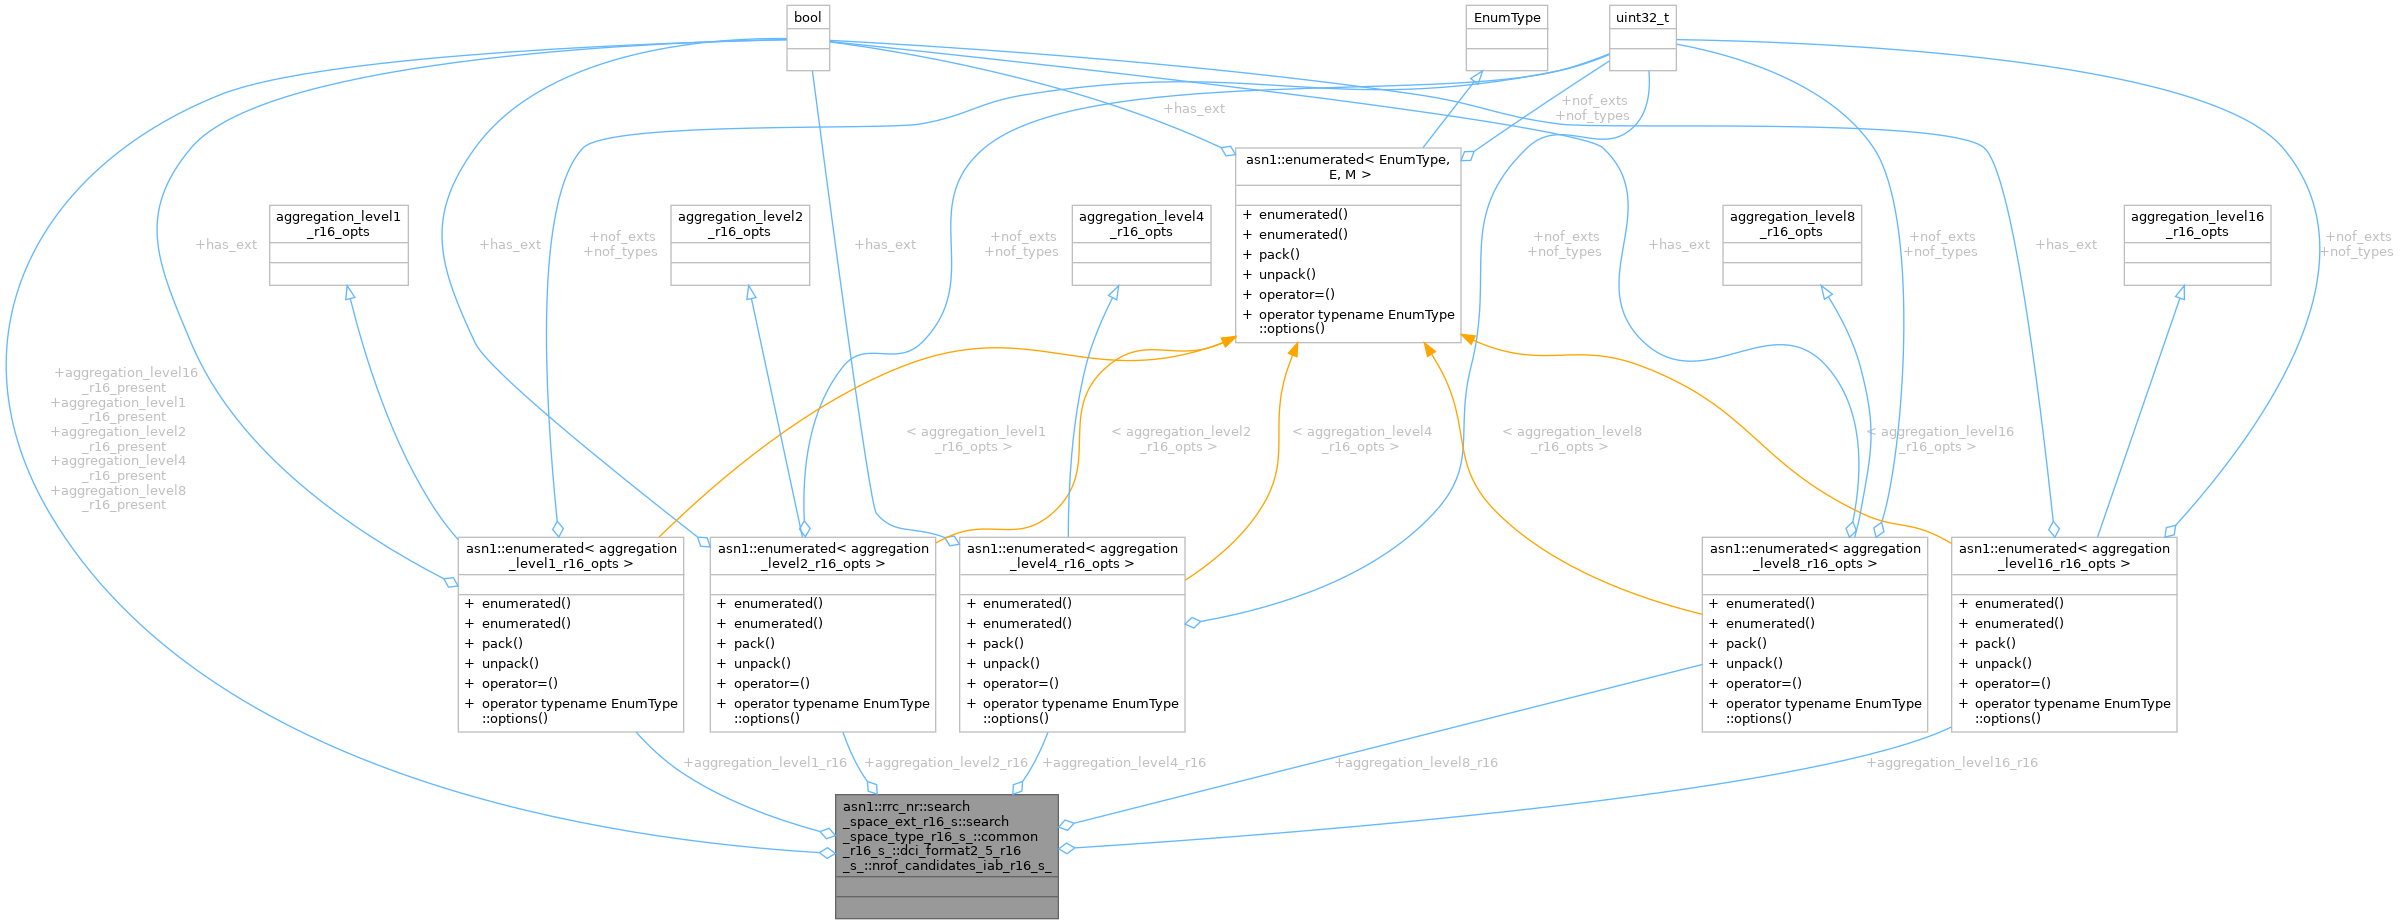 bool
EnumType
uint32_t
+has_ext
+nof_exts
+nof_types
asn1::enumerated< EnumType,
E, M >
+ enumerated()
+ enumerated()
+ pack()
+ unpack()
+ operator=()
+ operator typename EnumType
::options()
aggregation_level1
_r16_opts
aggregation_level2
_r16_opts
aggregation_level4
_r16_opts
aggregation_level8
_r16_opts
aggregation_level16
_r16_opts
+has_ext
+has_ext
+nof_exts
+nof_types
+has_ext
+nof_exts
+nof_types
+nof_exts
+nof_types
+has_ext
+nof_exts
+nof_types
+has_ext
+nof_exts
+nof_types
+aggregation_level16
_r16_present
+aggregation_level1
_r16_present
+aggregation_level2
_r16_present
+aggregation_level4
_r16_present
+aggregation_level8
_r16_present
< aggregation_level1
_r16_opts >
< aggregation_level2
_r16_opts >
< aggregation_level4
_r16_opts >
< aggregation_level8
_r16_opts >
< aggregation_level16
_r16_opts >
asn1::enumerated< aggregation
_level1_r16_opts >
+ enumerated()
+ enumerated()
+ pack()
+ unpack()
+ operator=()
+ operator typename EnumType
::options()
asn1::enumerated< aggregation
_level2_r16_opts >
+ enumerated()
+ enumerated()
+ pack()
+ unpack()
+ operator=()
+ operator typename EnumType
::options()
asn1::enumerated< aggregation
_level4_r16_opts >
+ enumerated()
+ enumerated()
+ pack()
+ unpack()
+ operator=()
+ operator typename EnumType
::options()
asn1::enumerated< aggregation
_level8_r16_opts >
+ enumerated()
+ enumerated()
+ pack()
+ unpack()
+ operator=()
+ operator typename EnumType
::options()
asn1::enumerated< aggregation
_level16_r16_opts >
+ enumerated()
+ enumerated()
+ pack()
+ unpack()
+ operator=()
+ operator typename EnumType
::options()
+aggregation_level1_r16
+aggregation_level2_r16
+aggregation_level4_r16
+aggregation_level8_r16
+aggregation_level16_r16
asn1::rrc_nr::search
_space_ext_r16_s::search
_space_type_r16_s_::common
_r16_s_::dci_format2_5_r16
_s_::nrof_candidates_iab_r16_s_